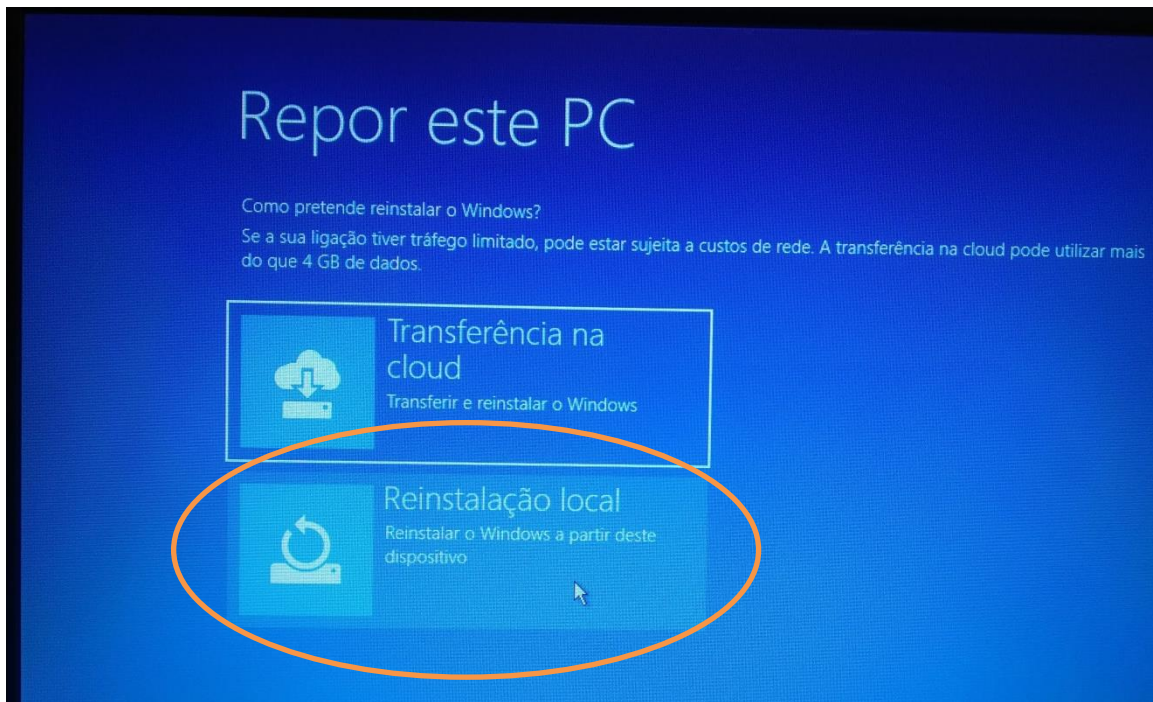 Repor este PC
Como pretende reinstalar o Windows?
Se a sua ligação tiver tráfego limitado, pode estar sujeita a custos de rede. A transferência na cloud pode utilizar mais
do que 4 GB de dados.
Transferência na
cloud
Transferir e reinstalar o Windows
Reinstalação local
Reinstalar o Windows a partir deste
dispositivo